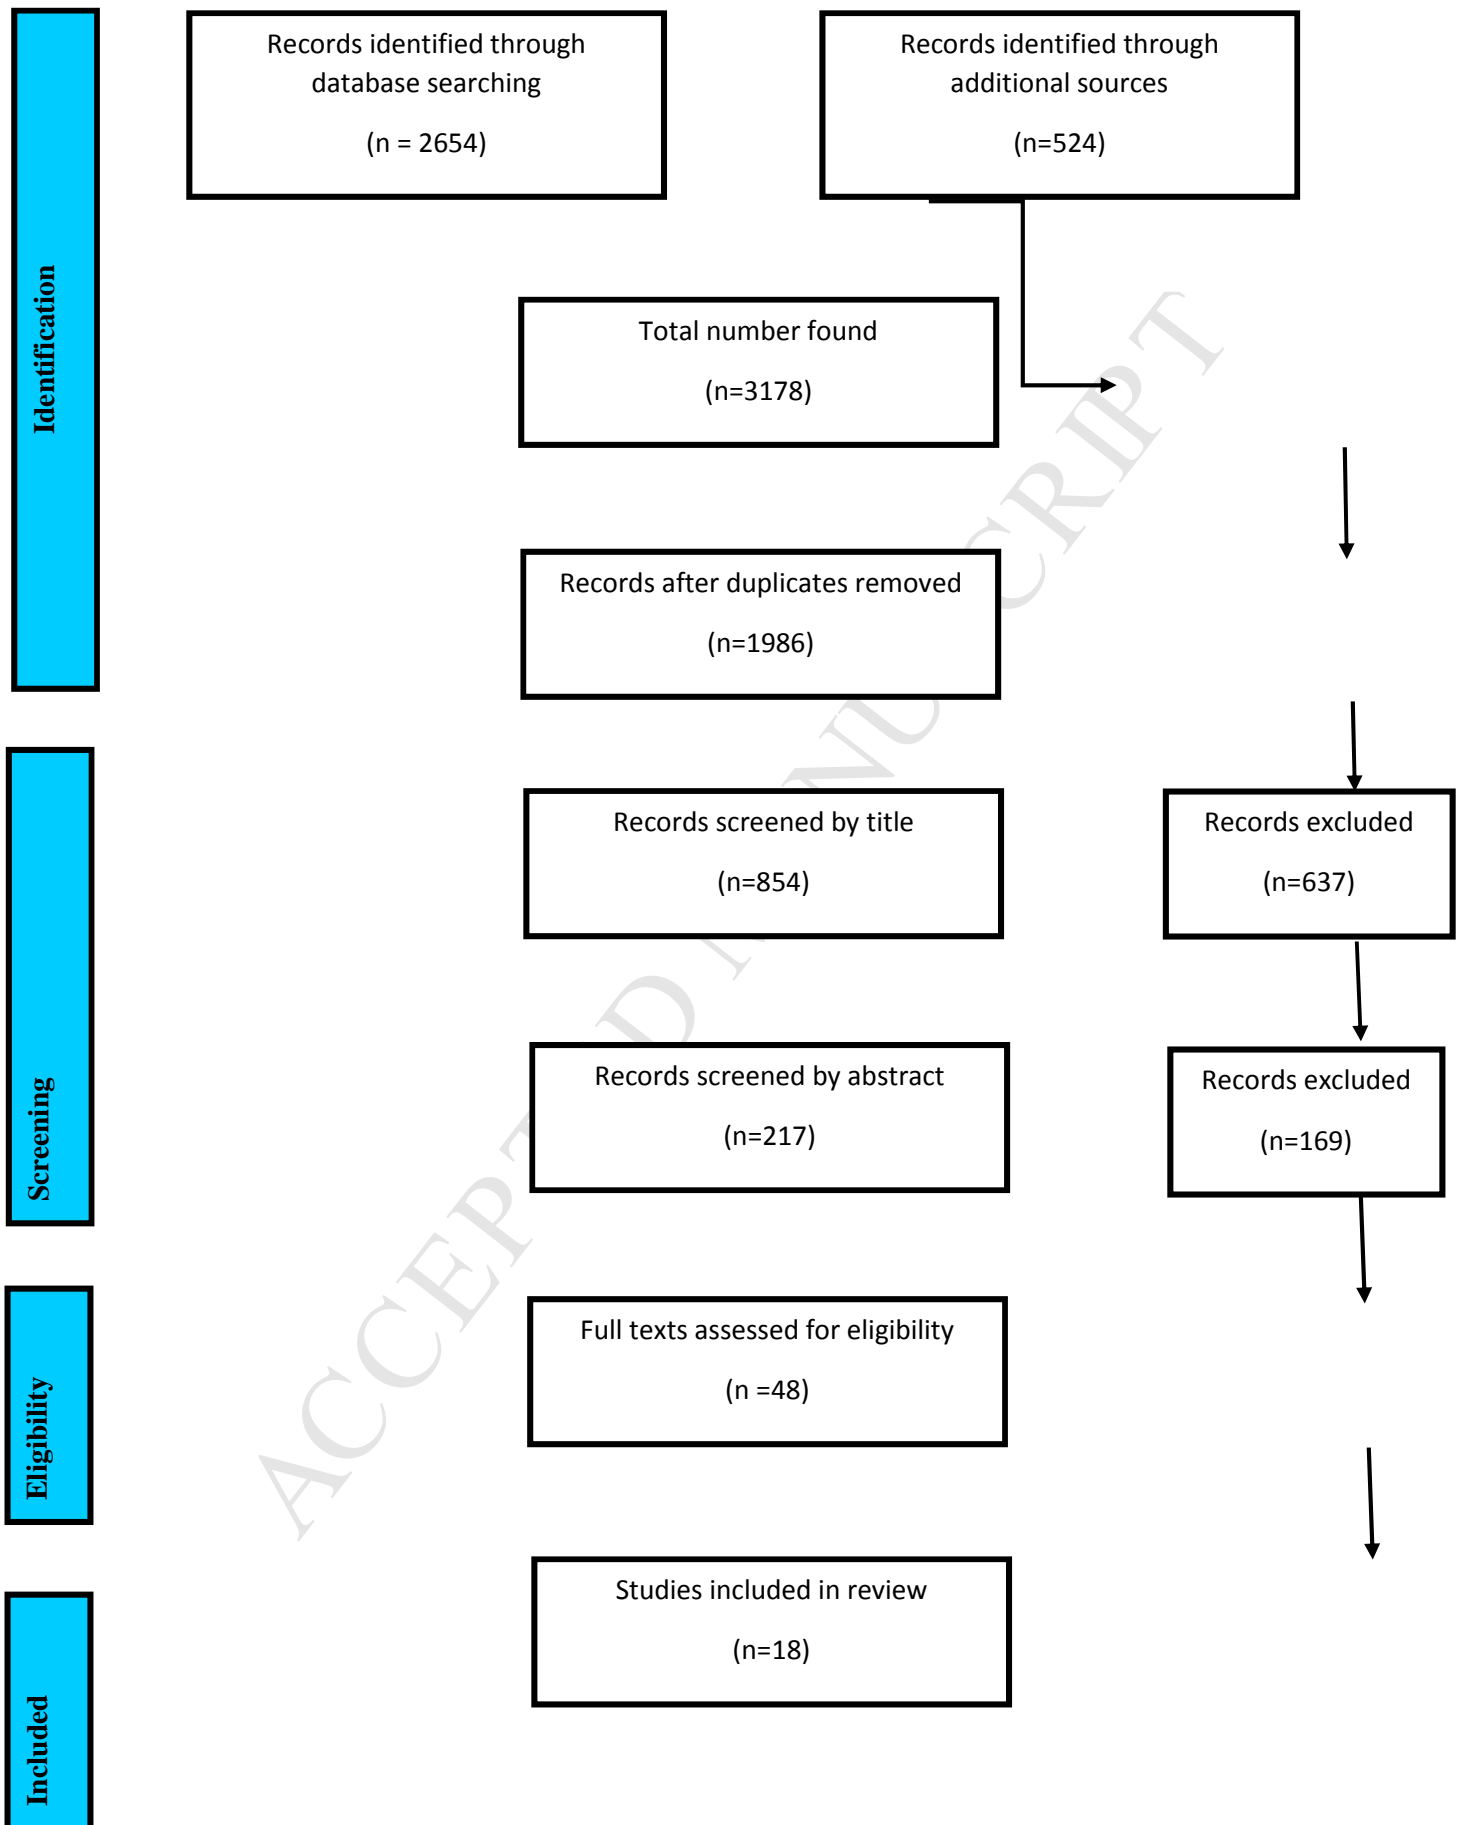 Identification
Records identified through
database searching
(n = 2654)
Records identified through
additional sources
(n=524)
Total number found
(n=3178)
Records after duplicates removed
(n=1986)
Screening
Records screened by title
(n=854)
Records excluded
(n=637)
Records screened by abstract
(n=217)
Records excluded
(n=169)
Eligibility
Full texts assessed for eligibility
(n =48)
Included
Studies included in review
(n=18)
ACCEPTED MANUSCRIPT